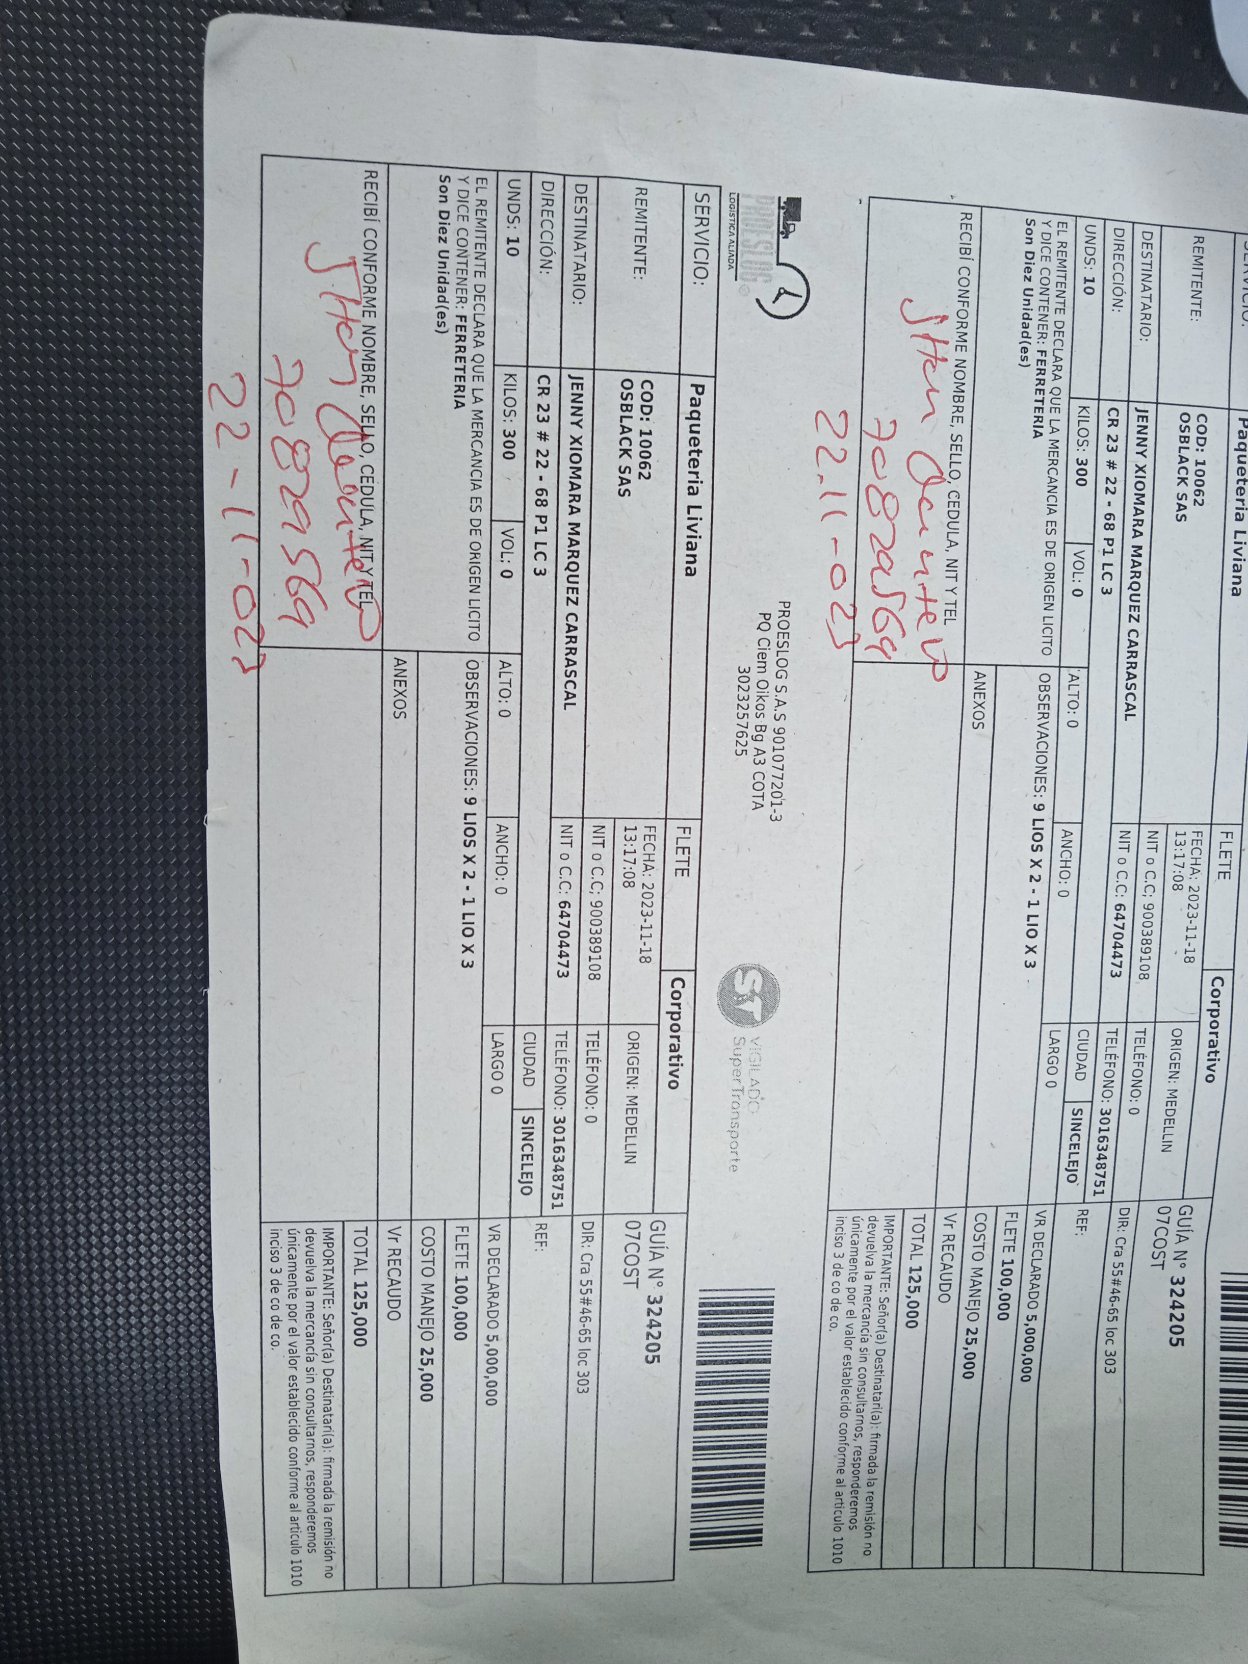 SERVICIO:
Paqueteria Liviana
FLETE
Corporativo
REMITENTE:
COD: 10062
OSBLACK SAS
FECHA: 2023-11-18
13:17:08
ORIGEN: MEDELLIN
GUÍA N° 324205
07COST
NIT o C.C: 900389108
TELÉFONO: 0
DIR: Cra 55#46-65 loc 303
DESTINATARIO:
JENNY XIOMARA MARQUEZ CARRASCAL
NIT o C.C: 64704473
TELÉFONO: 3016348751
REF:
DIRECCIÓN:
CR 23 # 22 - 68 P1 LC 3
CIUDAD
SINCELEJO
UNDS: 10
KILOS: 300
VOL: 0
ALTO: 0
ANCHO: 0
LARGO 0
VR DECLARADO 5,000,000
EL REMITENTE DECLARA QUE LA MERCANCIA ES DE ORIGEN LICITO
Y DICE CONTENER: FERRETERIA
Son Diez Unidad(es)
OBSERVACIONES: 9 LIOS X 2 - 1 LIO X 3
FLETE 100,000
COSTO MANEJO 25,000
RECIBÍ CONFORME NOMBRE, SELLO, CEDULA, NIT Y TEL
ANEXOS
Vr RECAUDO
TOTAL 125,000
IMPORTANTE: Señor(a) Destinatari(a): firmada la remisión no
devuelva la mercancía sin consultarnos, responderemos
únicamente por el valor establecido conforme al artículo 1010
inciso 3 de co de co.
22-11-023
PROESLOG
LOGISTICA ALIADA
PROESLOG S.A.S 901077201-3
PQ Ciem Oikos Bg A3 COTA
3023257625
ST
VIGILADO
SuperTransporte
SERVICIO:
Paqueteria Liviana
FLETE
Corporativo
REMITENTE:
COD: 10062
OSBLACK SAS
FECHA: 2023-11-18
13:17:08
ORIGEN: MEDELLIN
GUÍA N° 324205
07COST
NIT o C.C: 900389108
TELÉFONO: 0
DIR: Cra 55#46-65 loc 303
DESTINATARIO:
JENNY XIOMARA MARQUEZ CARRASCAL
NIT o C.C: 64704473
TELÉFONO: 3016348751
REF:
DIRECCIÓN:
CR 23 # 22 - 68 P1 LC 3
CIUDAD
SINCELEJO
UNDS: 10
KILOS: 300
VOL: 0
ALTO: 0
ANCHO: 0
LARGO 0
VR DECLARADO 5,000,000
EL REMITENTE DECLARA QUE LA MERCANCIA ES DE ORIGEN LICITO
Y DICE CONTENER: FERRETERIA
Son Diez Unidad(es)
OBSERVACIONES: 9 LIOS X 2 - 1 LIO X 3
FLETE 100,000
COSTO MANEJO 25,000
RECIBÍ CONFORME NOMBRE, SELLO, CEDULA, NIT Y TEL
ANEXOS
Vr RECAUDO
TOTAL 125,000
IMPORTANTE: Señor(a) Destinatari(a): firmada la remisión no
devuelva la mercancía sin consultarnos, responderemos
únicamente por el valor establecido conforme al artículo 1010
inciso 3 de co de co.
70829569
22-11-023